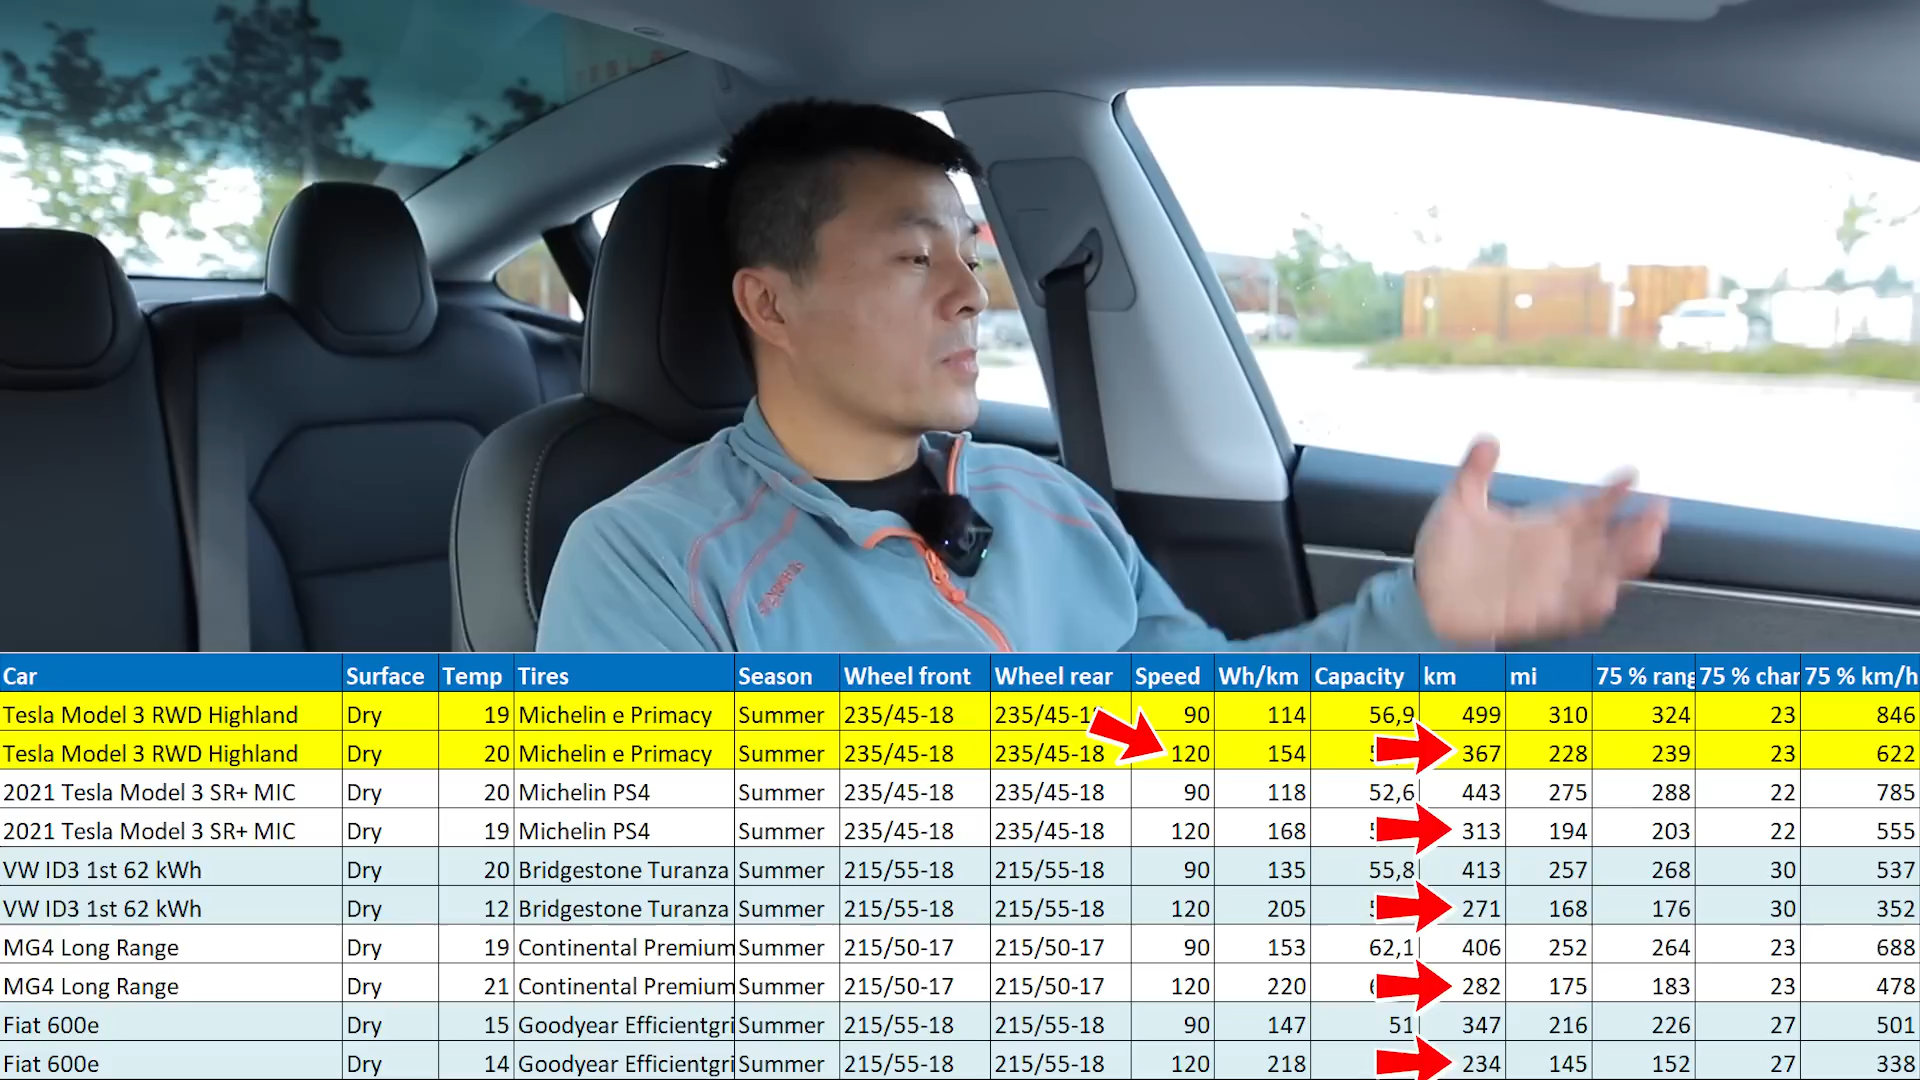 Car Surface Temp Tires Season Wheel front Wheel rear Speed Wh/km Capacity km mi 75 % rang 75 % char 75 % km/h
Tesla Model 3 RWD Highland Dry 19 Michelin e Primacy Summer 235/45-18 235/45-1 90 114 56,9 499 310 324 23 846
Tesla Model 3 RWD Highland Dry 20 Michelin e Primacy Summer 235/45-18 235/45-18 120 154 367 228 239 23 622
2021 Tesla Model 3 SR+ MIC Dry 20 Michelin PS4 Summer 235/45-18 235/45-18 90 118 52,6 443 275 288 22 785
2021 Tesla Model 3 SR+ MIC Dry 19 Michelin PS4 Summer 235/45-18 235/45-18 120 168 313 194 203 22 555
VW ID3 1st 62 kWh Dry 20 Bridgestone Turanza Summer 215/55-18 215/55-18 90 135 55,8 413 257 268 30 537
VW ID3 1st 62 kWh Dry 12 Bridgestone Turanza Summer 215/55-18 215/55-18 120 205 271 168 176 30 352
MG4 Long Range Dry 19 Continental Premium Summer 215/50-17 215/50-17 90 153 62,1 406 252 264 23 688
MG4 Long Range Dry 21 Continental Premium Summer 215/50-17 215/50-17 120 220 282 175 183 23 478
Fiat 600e Dry 15 Goodyear Efficientgri Summer 215/55-18 215/55-18 90 147 51 347 216 226 27 501
Fiat 600e Dry 14 Goodyear Efficientgri Summer 215/55-18 215/55-18 120 218 234 145 152 27 338